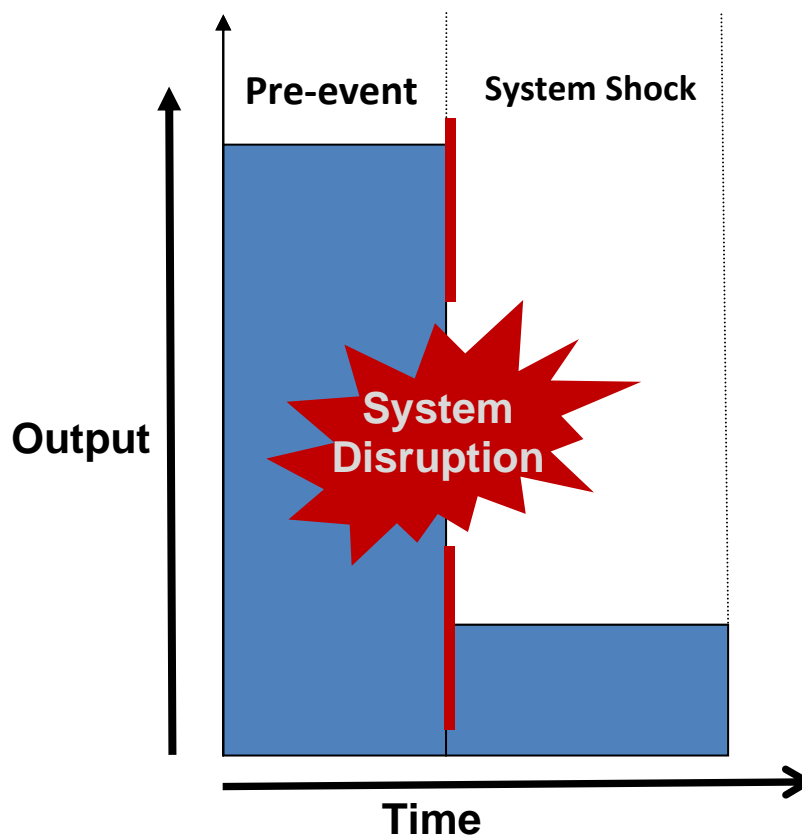 Pre-event
System Shock
System
Disruption
Output
Time